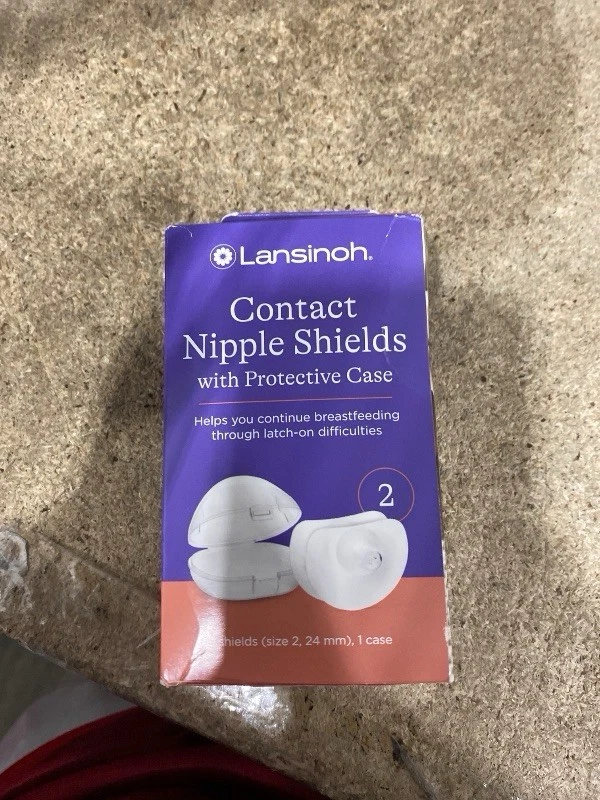 Lansinoh®
Contact
Nipple Shields
with Protective Case
Helps you continue breastfeeding
through latch-on difficulties
2
shields (size 2, 24 mm), 1 case